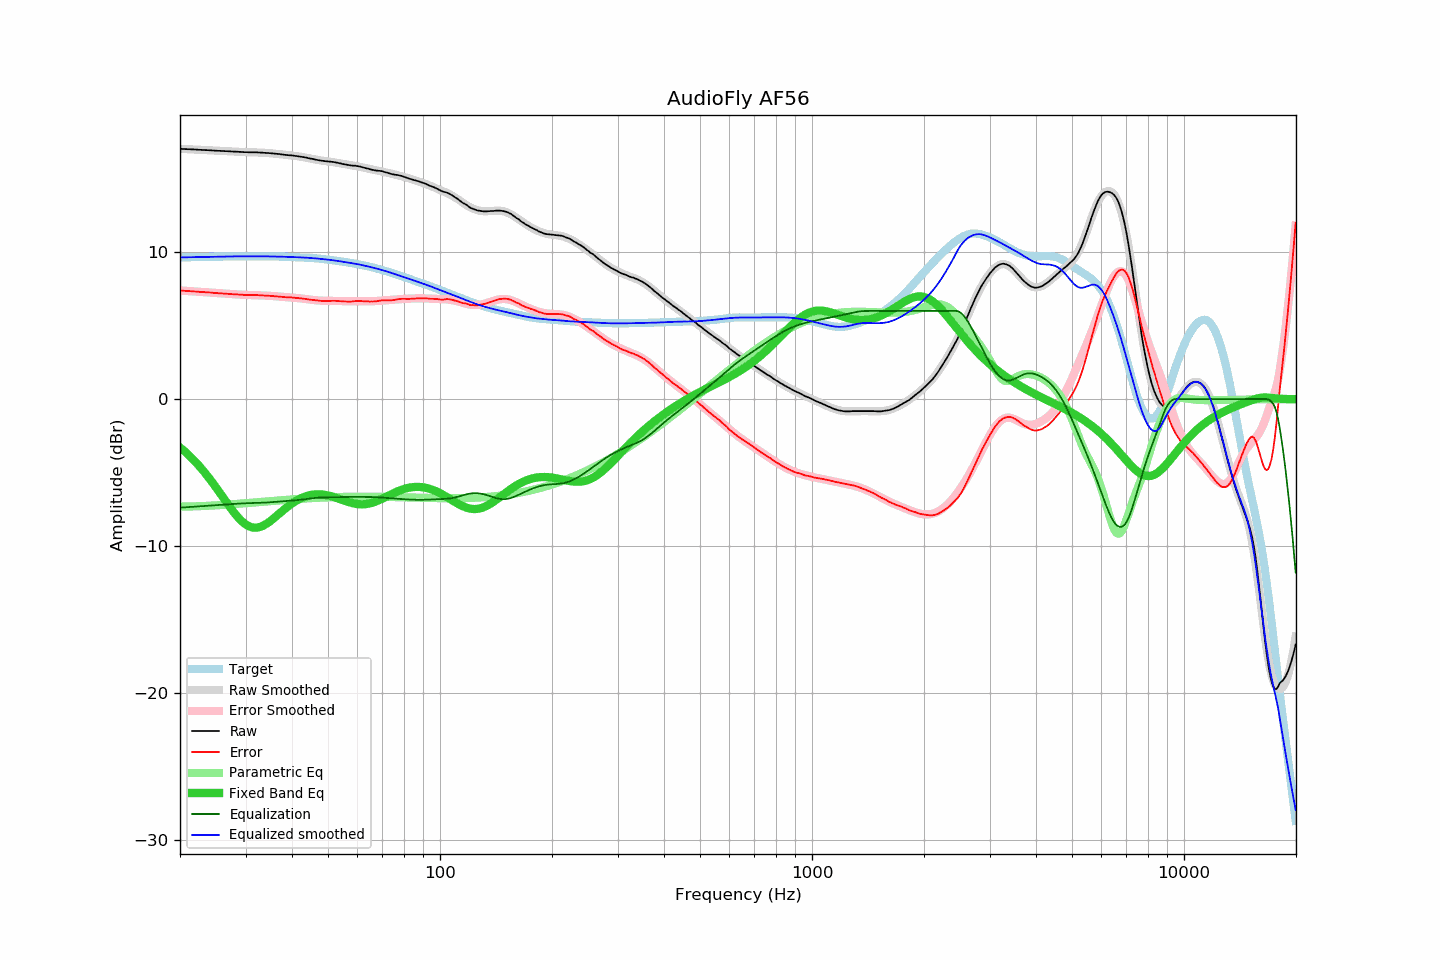 AudioFly AF56
Amplitude (dBr)
10
0
−10
−20
−30
Target
Raw Smoothed
Error Smoothed
Raw
Error
Parametric Eq
Fixed Band Eq
Equalization
Equalized smoothed
100
1000
10000
Frequency (Hz)